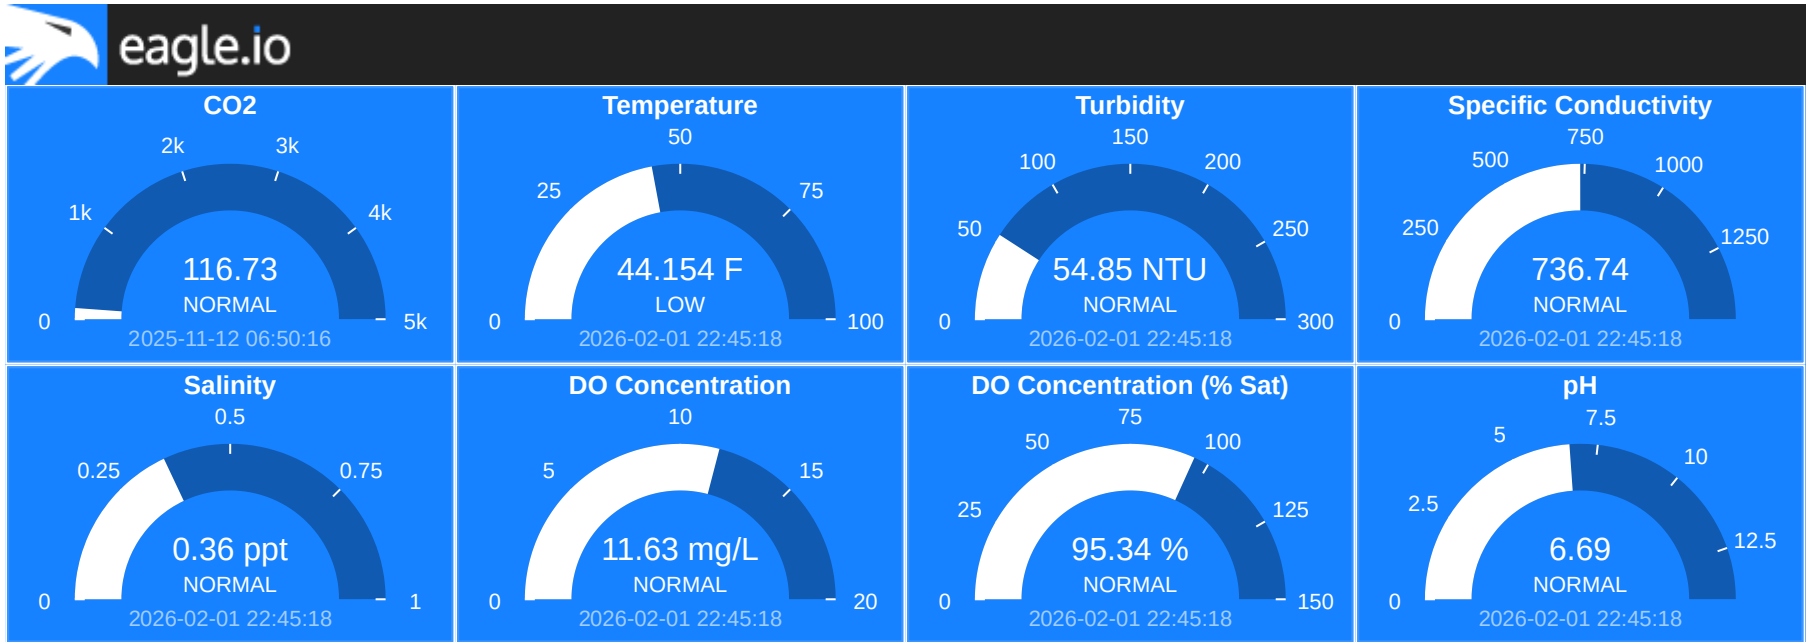 eagle.io
CO2
0
1k
2k
3k
4k
5k
116.73
NORMAL
2025-11-12 06:50:16
Temperature
0
25
50
75
100
44.154 F
LOW
2026-02-01 22:45:18
Turbidity
0
50
100
150
200
250
300
54.85 NTU
NORMAL
2026-02-01 22:45:18
Specific Conductivity
0
250
500
750
1000
1250
736.74
NORMAL
2026-02-01 22:45:18
Salinity
0
0.25
0.5
0.75
1
0.36 ppt
NORMAL
2026-02-01 22:45:18
DO Concentration
0
5
10
15
20
11.63 mg/L
NORMAL
2026-02-01 22:45:18
DO Concentration (% Sat)
0
25
50
75
100
125
150
95.34 %
NORMAL
2026-02-01 22:45:18
pH
0
2.5
5
7.5
10
12.5
6.69
NORMAL
2026-02-01 22:45:18